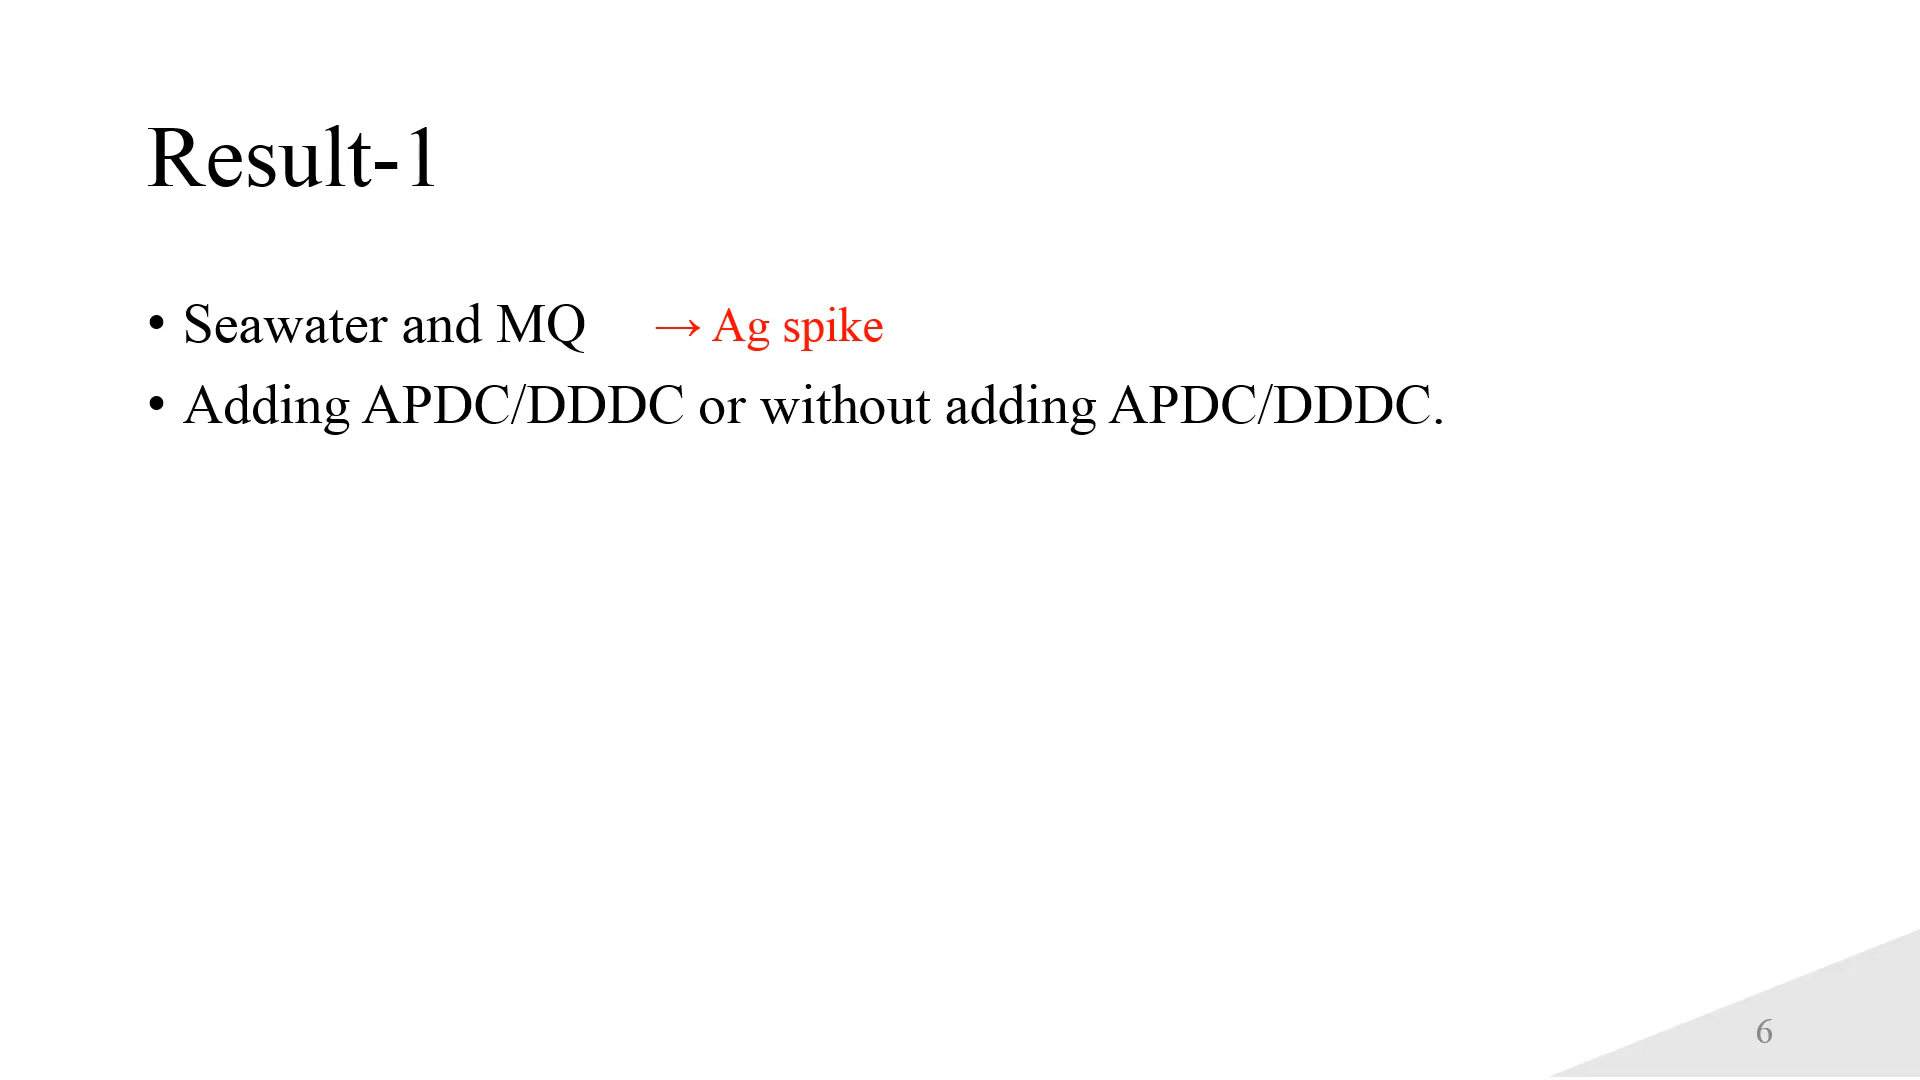 Result-1
• Seawater and MQ → Ag spike
• Adding APDC/DDDC or without adding APDC/DDDC.
6